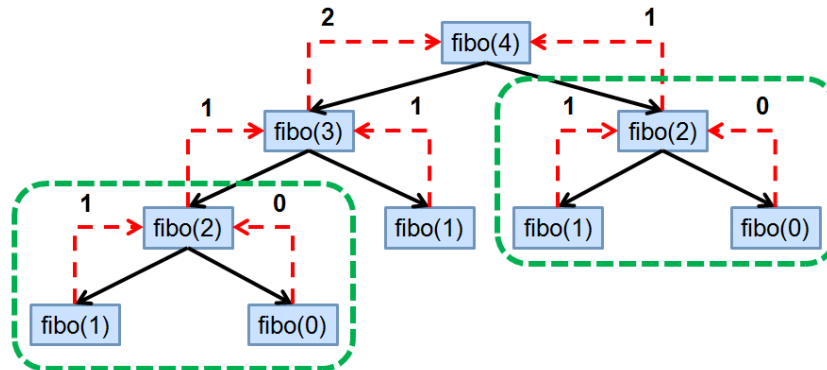 2 1
fibo(4)
1 1 1 0
fibo(3) fibo(2)
1 0
fibo(2) fibo(1) fibo(1) fibo(0)
fibo(1) fibo(0)